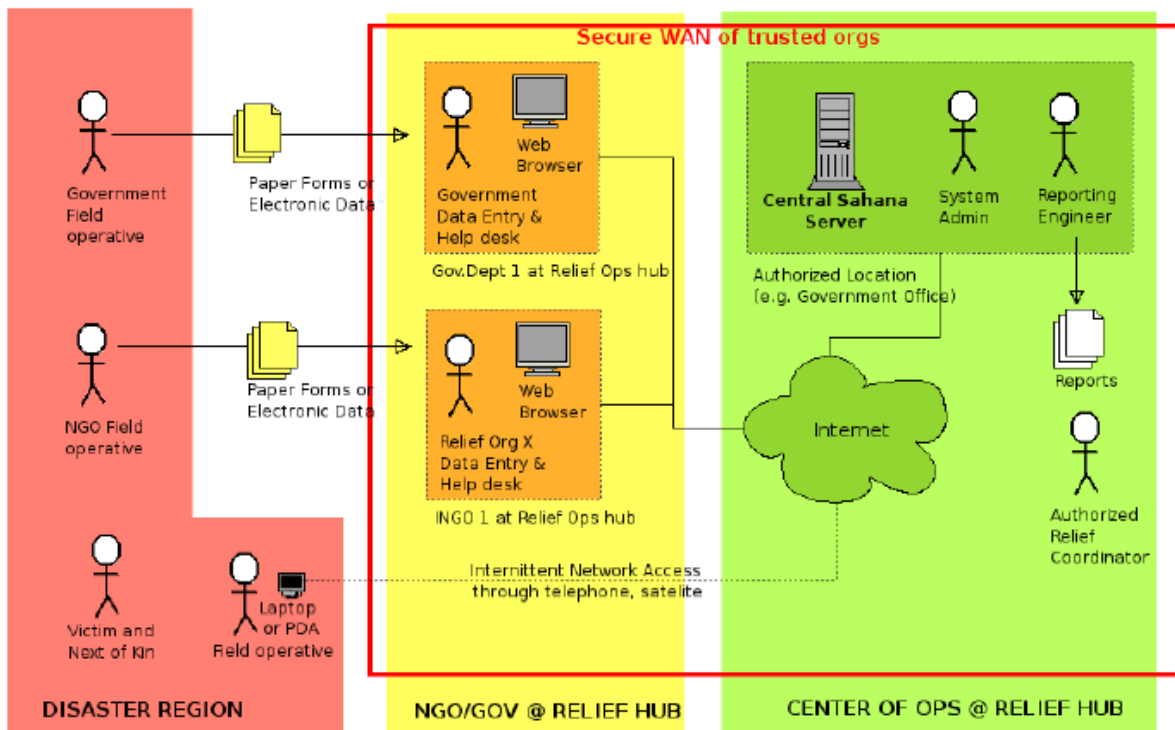 Secure WAN of trusted orgs
Government
Field
operative
Paper Forms or
Electronic Data
Web
Browser
Government
Data Entry &
Help desk
Gov.Dept 1 at Relief Ops hub
Central Sahana
Server
System
Admin
Reporting
Engineer
Authorized Location
(e.g. Government Office)
NGO Field
operative
Paper Forms or
Electronic Data
Web
Browser
Relief Org X
Data Entry &
Help desk
INGO 1 at Relief Ops hub
Internet
Reports
Authorized
Relief
Coordinator
Victim and
Next of Kin
Laptop
or PDA
Field operative
Internittent Network Access
through telephone, satelite
DISASTER REGION
NGO/GOV @ RELIEF HUB
CENTER OF OPS @ RELIEF HUB